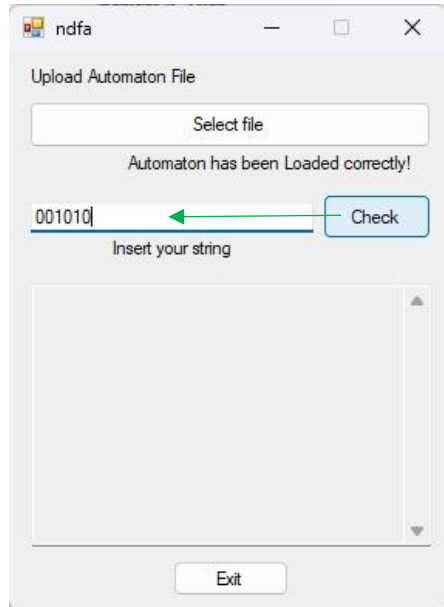 ndfa
Upload Automaton File
Select file
Automaton has been Loaded correctly!
001010 Check
Insert your string
Exit